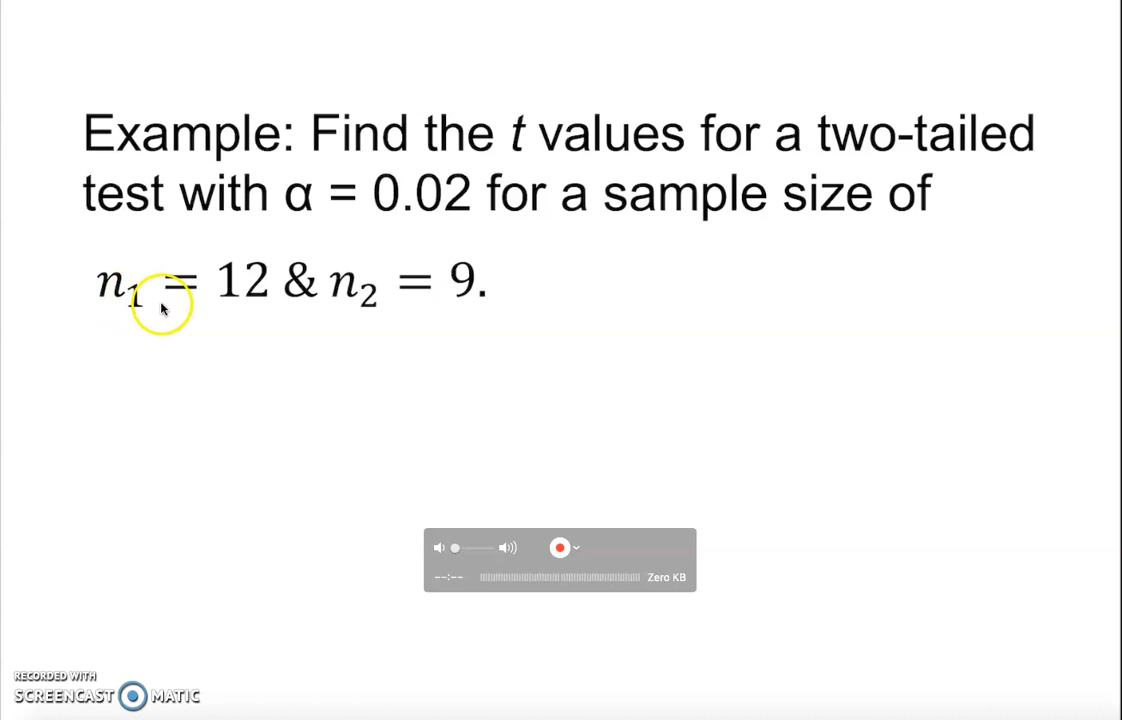 Example: Find the t values for a two-tailed
test with α = 0.02 for a sample size of
n₁ = 12 & n₂ = 9.
--:-- Zero KB
RECORDED WITH
SCREENCAST MATIC